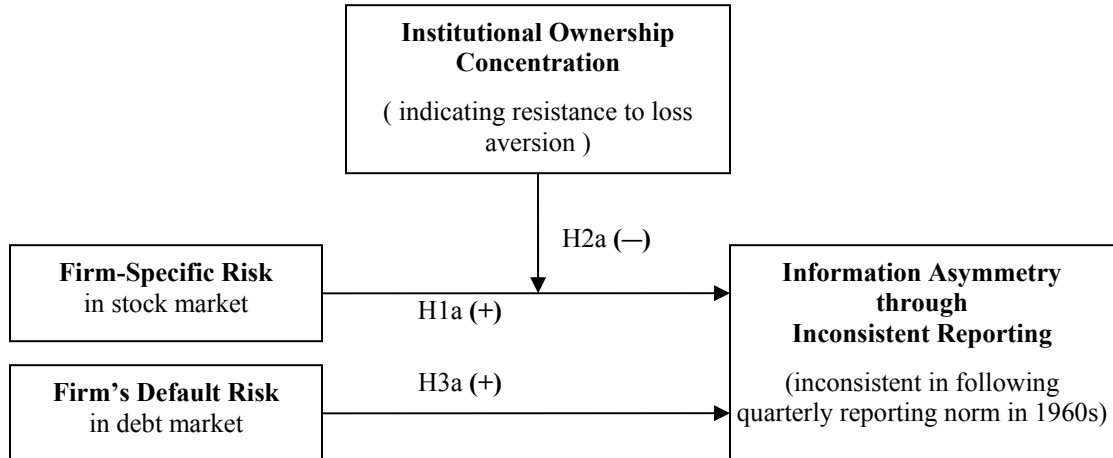 Institutional Ownership
Concentration
( indicating resistance to loss
aversion )
H2a (—)
Firm-Specific Risk
in stock market
H1a (+)
Information Asymmetry
through
Inconsistent Reporting
(inconsistent in following
quarterly reporting norm in 1960s)
Firm’s Default Risk
in debt market
H3a (+)